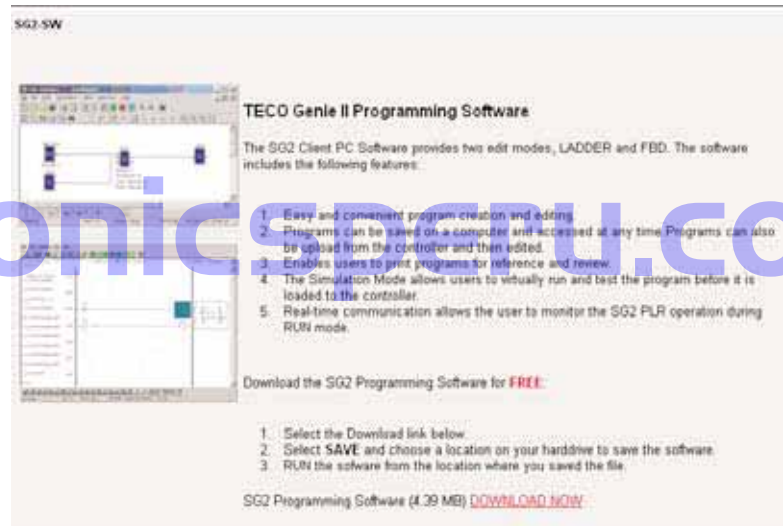 SG2-SW
TECO Genie II Programming Software
The SG2 Client PC Software provides two edit modes, LADDER and FBD. The software
includes the following features:
1. Easy and convenient program creation and editing.
2. Programs can be saved on a computer and accessed at any time.Programs can also
be upload from the controller and then edited.
3. Enables users to print programs for reference and review.
4. The Simulation Mode allows users to virtually run and test the program before it is
loaded to the controller.
5. Real-time communication allows the user to monitor the SG2 PLR operation during
RUN mode.
Download the SG2 Programming Software for FREE:
1. Select the Download link below.
2. Select SAVE and choose a location on your harddrive to save the software.
3. RUN the sofware from the location where you saved the file.
SG2 Programming Software (4.39 MB) DOWNLOAD NOW
onicspcru.co